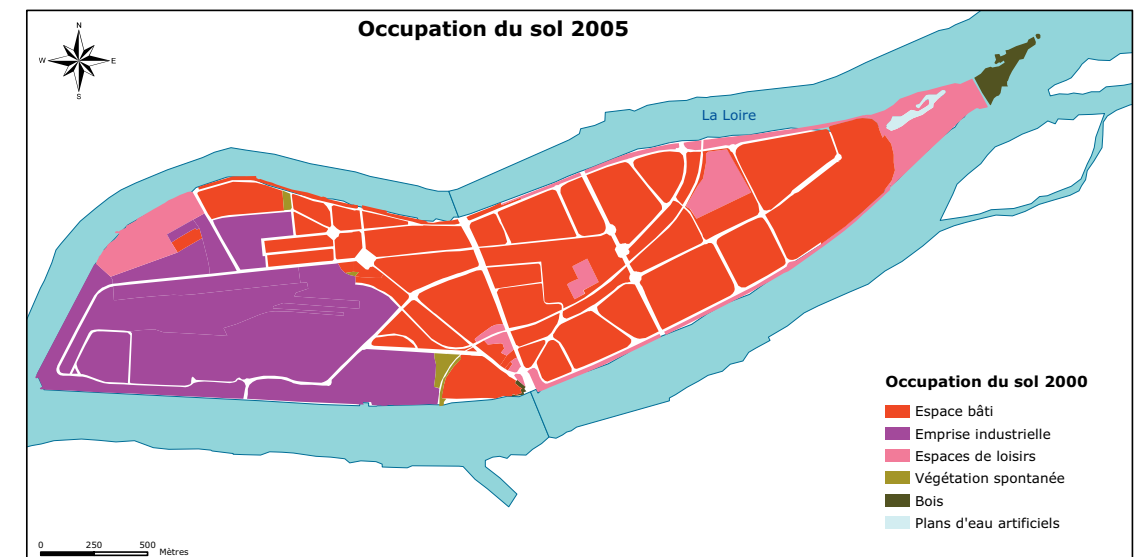 Occupation du sol 2005
N
W
E
S
La Loire
Occupation du sol 2000
Espace bâti
Emprise industrielle
Espaces de loisirs
Végétation spontanée
Bois
Plans d'eau artificiels
0 250 500
Mètres